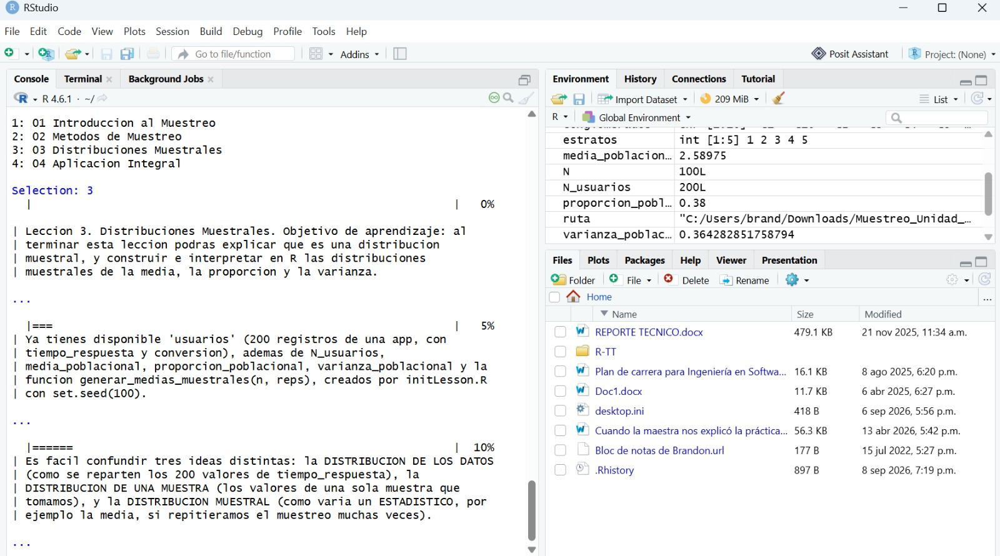 RStudio
File Edit Code View Plots Session Build Debug Profile Tools Help
Go to file/function Addins Posit Assistant Project: (None)
Console Terminal Background Jobs
R 4.6.1 · ~/
1: 01 Introduccion al Muestreo
2: 02 Metodos de Muestreo
3: 03 Distribuciones Muestrales
4: 04 Aplicacion Integral
Selection: 3
| | 0%
| Leccion 3. Distribuciones Muestrales. Objetivo de aprendizaje: al
| terminar esta leccion podras explicar que es una distribucion
| muestral, y construir e interpretar en R las distribuciones
| muestrales de la media, la proporcion y la varianza.
...
|=== | 5%
| Ya tienes disponible 'usuarios' (200 registros de una app, con
| tiempo_respuesta y conversion), ademas de N_usuarios,
| media_poblacional, proporcion_poblacional, varianza_poblacional y la
| funcion generar_medias_muestrales(n, reps), creados por initLesson.R
| con set.seed(100).
...
|====== | 10%
| Es facil confundir tres ideas distintas: la DISTRIBUCION DE LOS DATOS
| (como se reparten los 200 valores de tiempo_respuesta), la
| DISTRIBUCION DE UNA MUESTRA (los valores de una sola muestra que
| tomamos), y la DISTRIBUCION MUESTRAL (como varia un ESTADISTICO, por
| ejemplo la media, si repitieramos el muestreo muchas veces).
...
Environment History Connections Tutorial
Import Dataset 209 MiB List
R Global Environment
estratos int [1:5] 1 2 3 4 5
media_poblacion… 2.58975
N 100L
N_usuarios 200L
proporcion_pobl… 0.38
ruta "C:/Users/brand/Downloads/Muestreo_Unidad_…
varianza_poblac… 0.364282851758794
Files Plots Packages Help Viewer Presentation
Folder File Delete Rename
Home ...
Name Size Modified
REPORTE TECNICO.docx 479.1 KB 21 nov 2025, 11:34 a.m.
R-TT
Plan de carrera para Ingeniería en Softwa... 16.1 KB 8 ago 2025, 6:20 p.m.
Doc1.docx 11.7 KB 6 abr 2025, 6:27 p.m.
desktop.ini 418 B 6 sep 2026, 5:56 p.m.
Cuando la maestra nos explicó la práctica... 56.3 KB 13 abr 2026, 5:42 p.m.
Bloc de notas de Brandon.url 177 B 15 jul 2022, 5:27 p.m.
.Rhistory 897 B 8 sep 2026, 7:19 p.m.